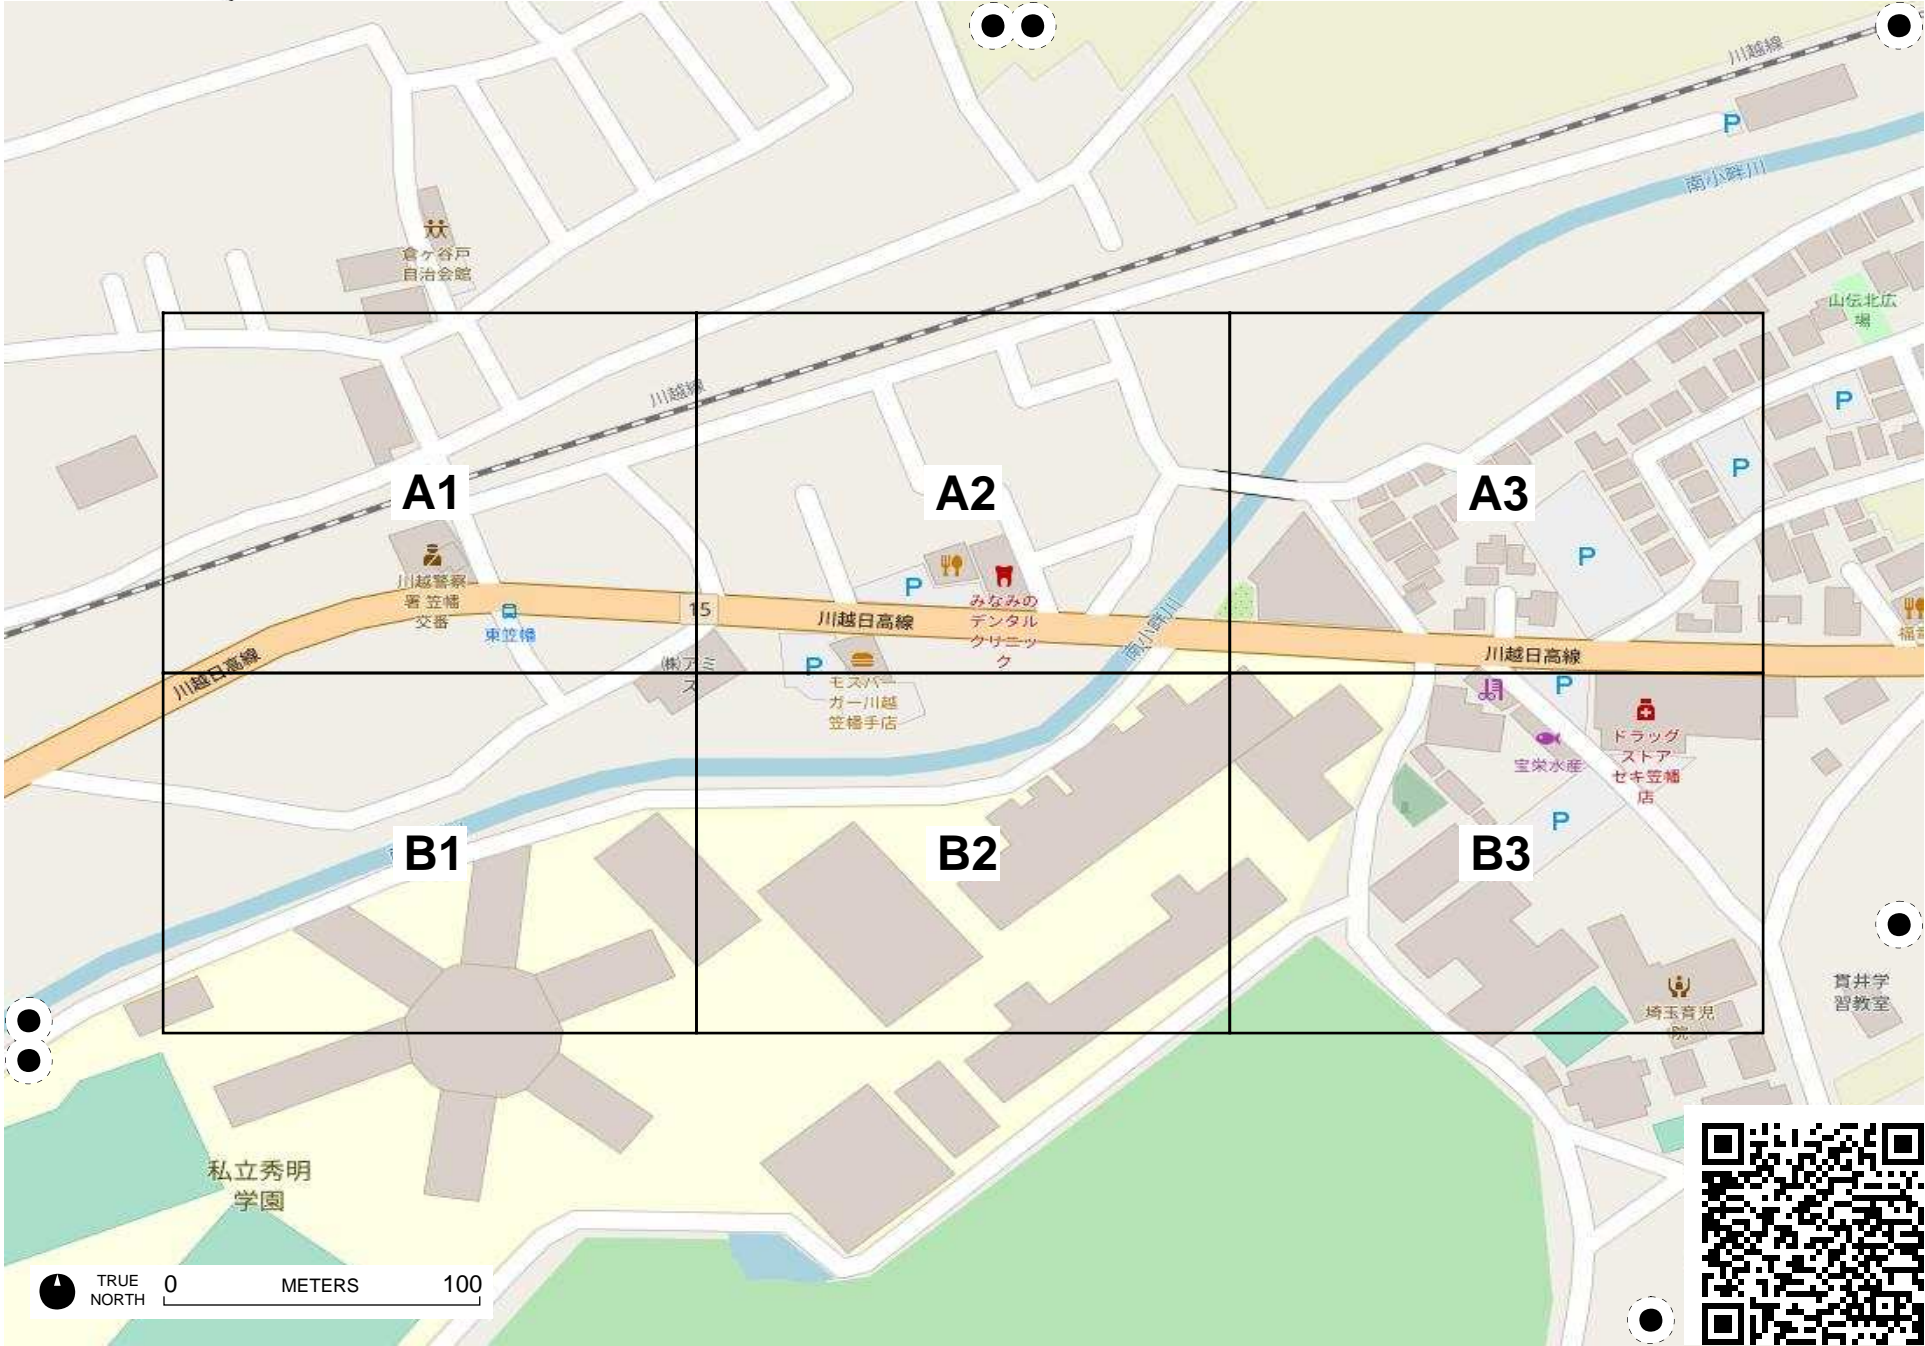 川越線
P
南小畔川
倉ヶ谷戸
自治会館
山伝北広
場
川越線
P
A1
A2
A3
P
P
川越警察
署 笠幡
交番
P
みなみの
デンタル
クリニッ
ク
15
川越日高線
東笠幡
南小畔川
福音
川越日高線
川越日高線
(株)アミ
ス
P
モスバー
ガー川越
笠幡手店
P
ドラッグ
ストア
セキ笠幡
店
宝栄水産
P
B1
B2
B3
貫井学
習教室
埼玉育児
院
私立秀明
学園
TRUE
NORTH
0 METERS 100